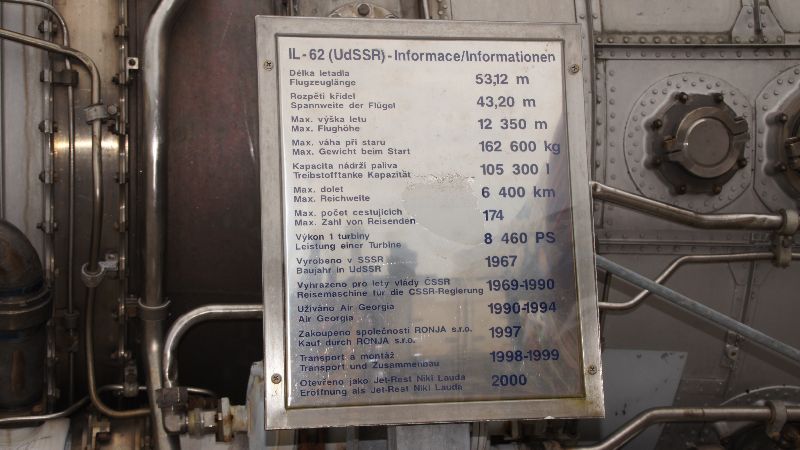 IL-62 (UdSSR)-Informace/Informationen
Délka letadla
Flugzeuglänge 53,12 m
Rozpětí křídel
Spannweite der Flügel 43,20 m
Max. výška letu
Max. Flughöhe 12 350 m
Max. váha při staru
Max. Gewicht beim Start 162 600 kg
Kapacita nádrží paliva
Treibstofftanke Kapazität 105 300 l
Max. dolet
Max. Reichweite 6 400 km
Max. počet cestujících
Max. Zahl von Reisenden 174
Výkon 1 turbiny
Leistung einer Turbine 8 460 PS
Vyrobeno v SSSR
Baujahr in UdSSR 1967
Vyhrazeno pro lety vlády ČSSR
Reisemaschine für die CSSR-Regierung 1969-1990
Užíváno Air Georgia
Air Georgia 1990-1994
Zakoupeno společností RONJA s.r.o.
Kauf durch RONJA s.r.o. 1997
Transport a montáž
Transport und Zusammenbau 1998-1999
Otevřeno jako Jet-Rest Niki Lauda
Eröffnung als Jet-Rest Niki Lauda 2000